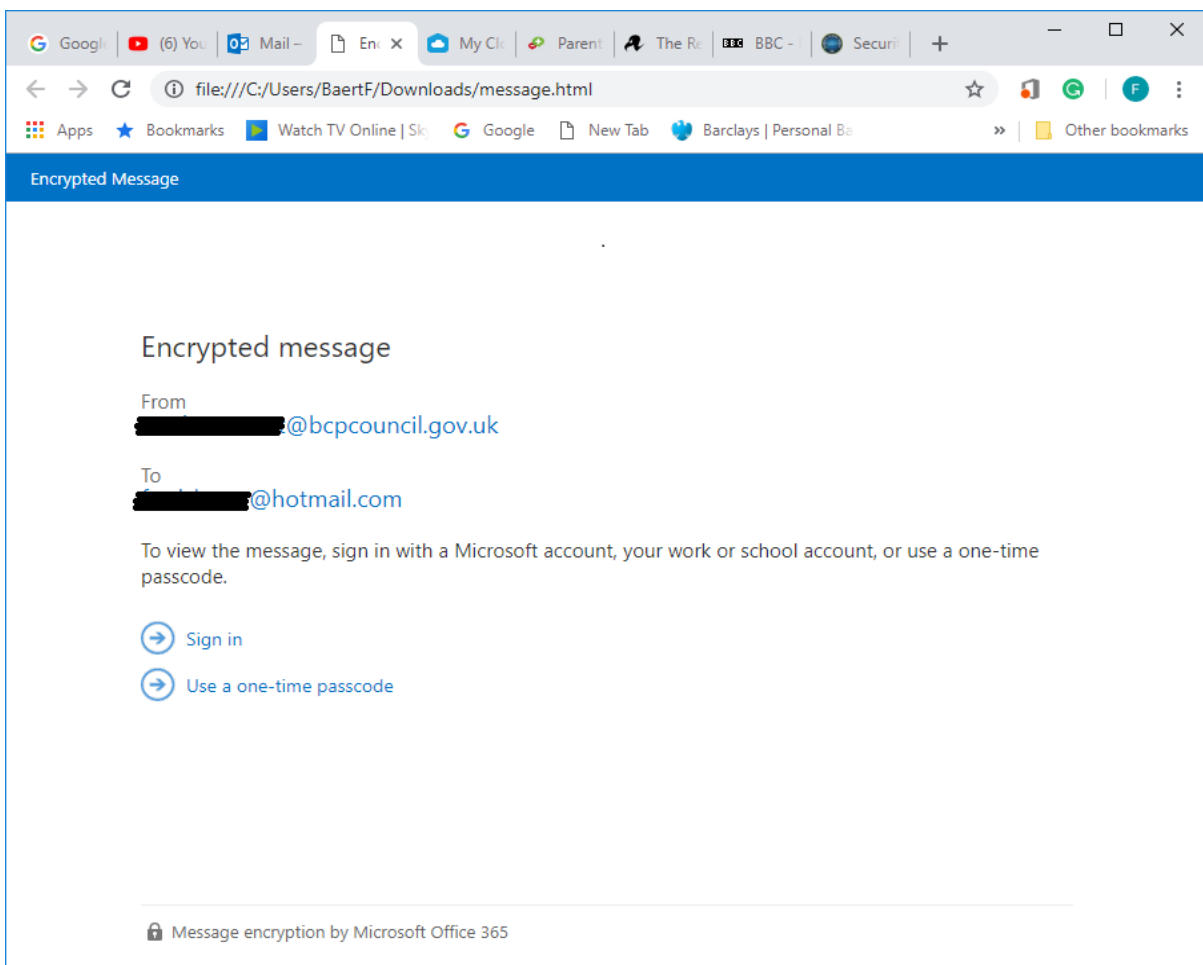 Googl (6) You Mail – En My Cl Parent The Re BBC - Securi
file:///C:/Users/BaertF/Downloads/message.html F
Apps Bookmarks Watch TV Online | Sk Google New Tab Barclays | Personal Ba » Other bookmarks
Encrypted Message
.
Encrypted message
From
@bcpcouncil.gov.uk
To
@hotmail.com
To view the message, sign in with a Microsoft account, your work or school account, or use a one-time
passcode.
Sign in
Use a one-time passcode
Message encryption by Microsoft Office 365